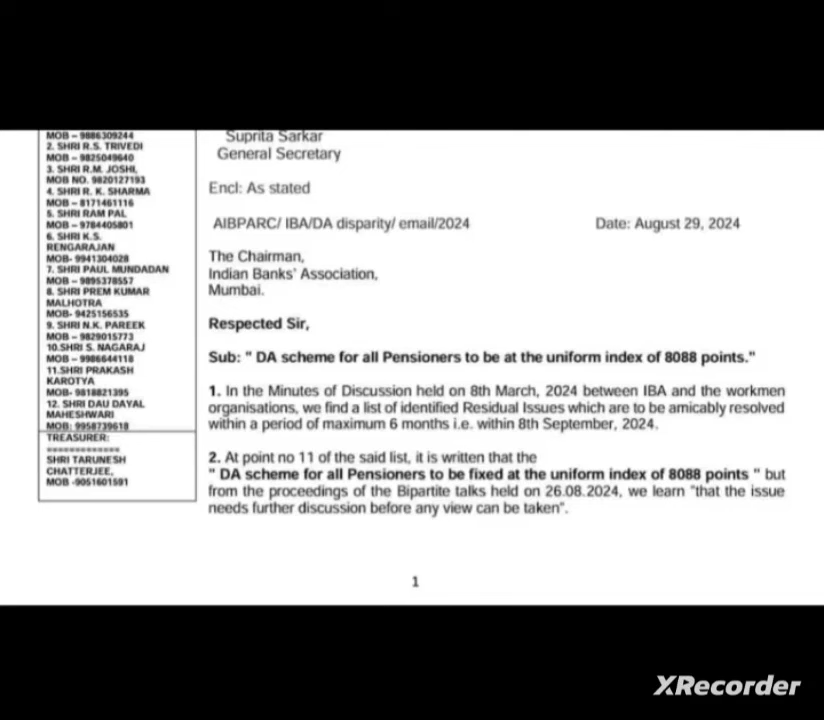 MOB – 9886309244
2. SHRI R.S. TRIVEDI
MOB – 9825049640
3. SHRI R.M. JOSHI,
MOB NO. 9820127193
4. SHRI R. K. SHARMA
MOB – 8171461116
5. SHRI RAM PAL
MOB – 9784405801
6. SHRI K.S.
RENGARAJAN
MOB- 9941304028
7. SHRI PAUL MUNDADAN
MOB – 9895378557
8. SHRI PREM KUMAR
MALHOTRA
MOB- 9425156535
9. SHRI N.K. PAREEK
MOB – 9829015773
10.SHRI S. NAGARAJ
MOB – 9986644118
11.SHRI PRAKASH
KAROTYA
MOB- 9818821395
12. SHRI DAU DAYAL
MAHESHWARI
MOB: 9958739618
TREASURER:
=============
SHRI TARUNESH
CHATTERJEE,
MOB -9051601591
Suprita Sarkar
General Secretary
Encl: As stated
AIBPARC/ IBA/DA disparity/ email/2024 Date: August 29, 2024
The Chairman,
Indian Banks' Association,
Mumbai.
Respected Sir,
Sub: " DA scheme for all Pensioners to be at the uniform index of 8088 points."
1. In the Minutes of Discussion held on 8th March, 2024 between IBA and the workmen
organisations, we find a list of identified Residual Issues which are to be amicably resolved
within a period of maximum 6 months i.e. within 8th September, 2024.
2. At point no 11 of the said list, it is written that the
" DA scheme for all Pensioners to be fixed at the uniform index of 8088 points " but
from the proceedings of the Bipartite talks held on 26.08.2024, we learn "that the issue
needs further discussion before any view can be taken".
1
XRecorder